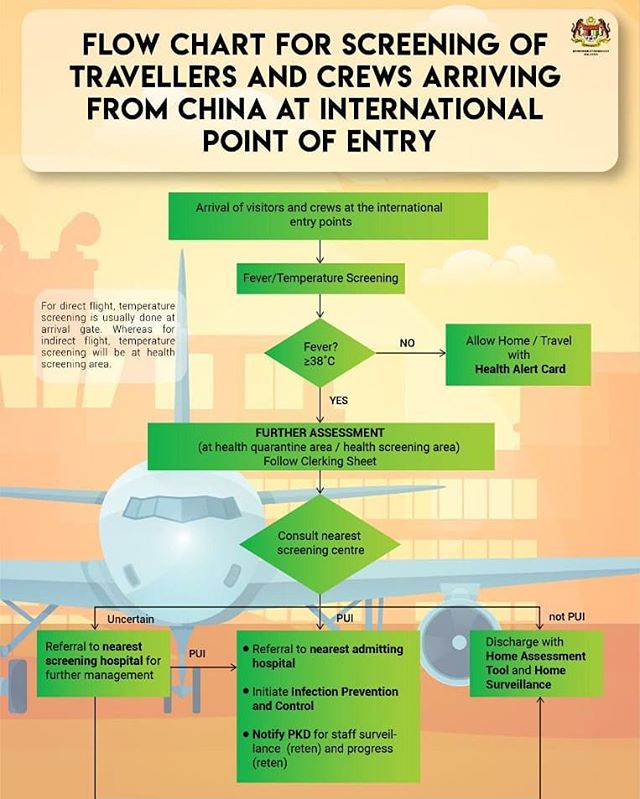 FLOW CHART FOR SCREENING OF
TRAVELLERS AND CREWS ARRIVING
FROM CHINA AT INTERNATIONAL
POINT OF ENTRY
Arrival of visitors and crews at the international
entry points
Fever/Temperature Screening
For direct flight, temperature
screening is usually done at
arrival gate. Whereas for
indirect flight, temperature
screening will be at health
screening area.
Fever?
≥38°C
NO
Allow Home / Travel
with
Health Alert Card
YES
FURTHER ASSESSMENT
(at health quarantine area / health screening area)
Follow Clerking Sheet
Consult nearest
screening centre
Uncertain
PUI
not PUI
Referral to nearest
screening hospital for
further management
PUI
• Referral to nearest admitting
hospital
• Initiate Infection Prevention
and Control
• Notify PKD for staff surveil-
lance (reten) and progress
(reten)
Discharge with
Home Assessment
Tool and Home
Surveillance